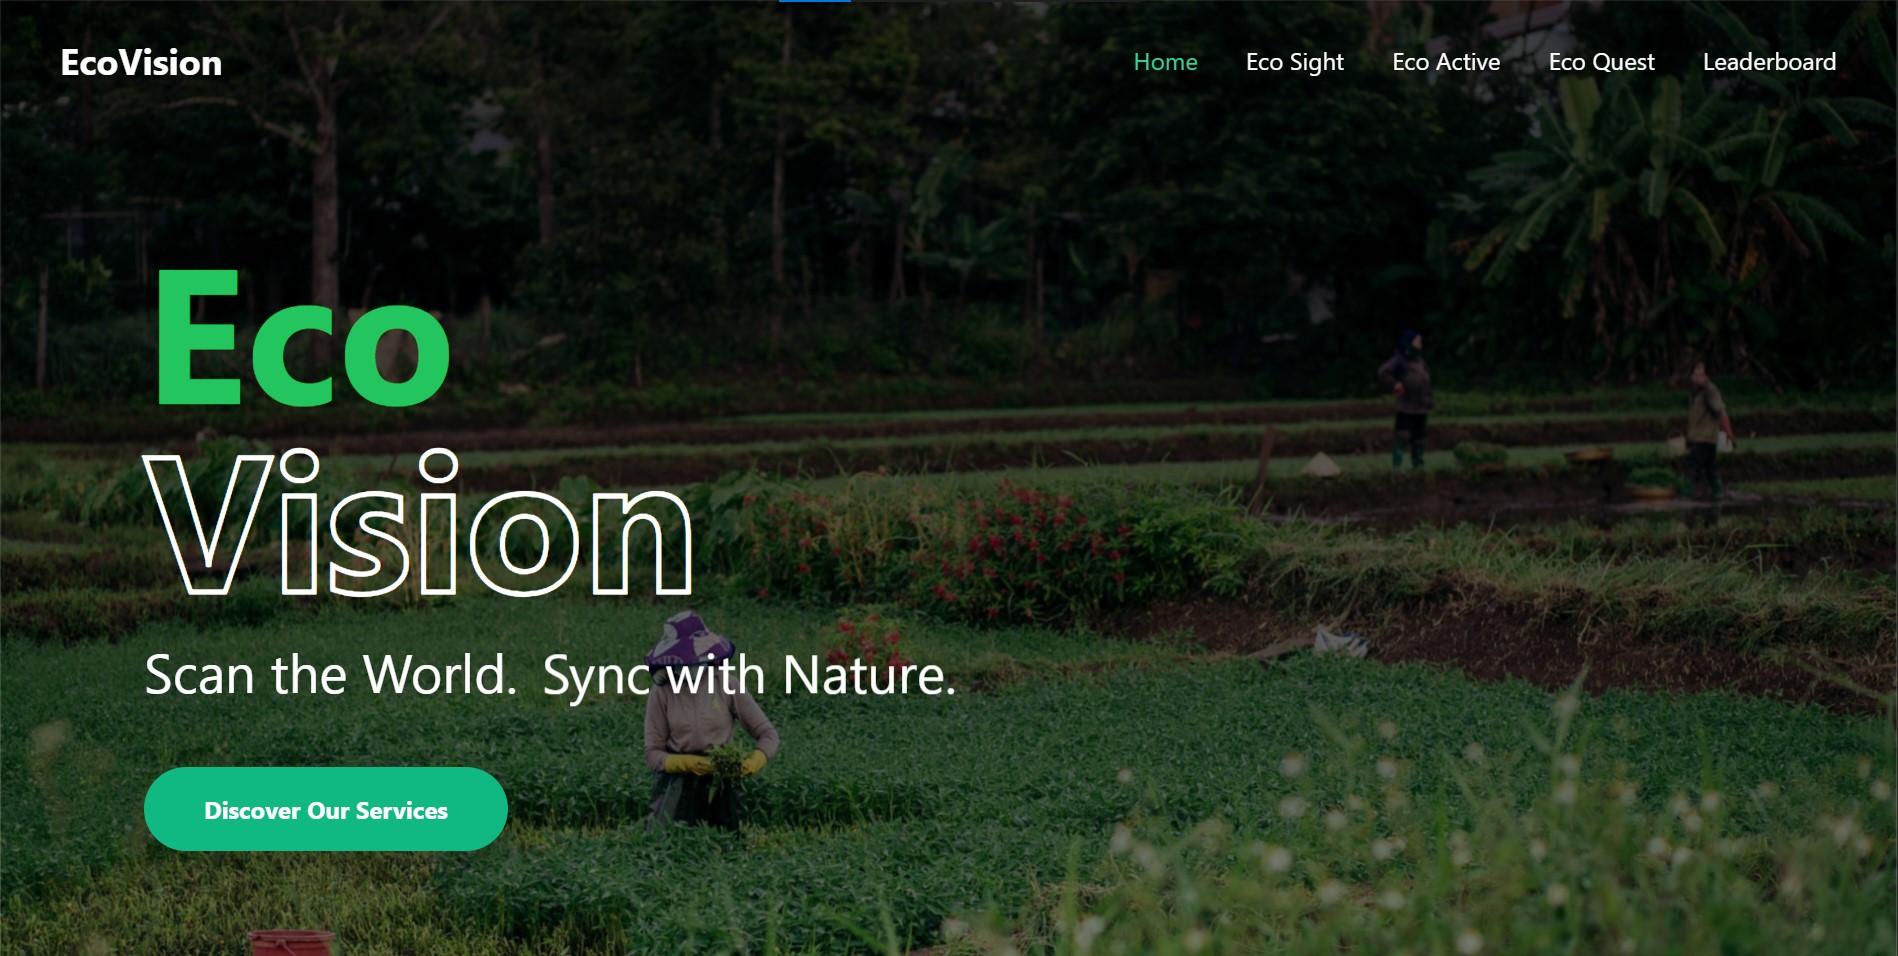 EcoVision
Home Eco Sight Eco Active Eco Quest Leaderboard
Eco
Vision
Scan the World. Sync with Nature.
Discover Our Services